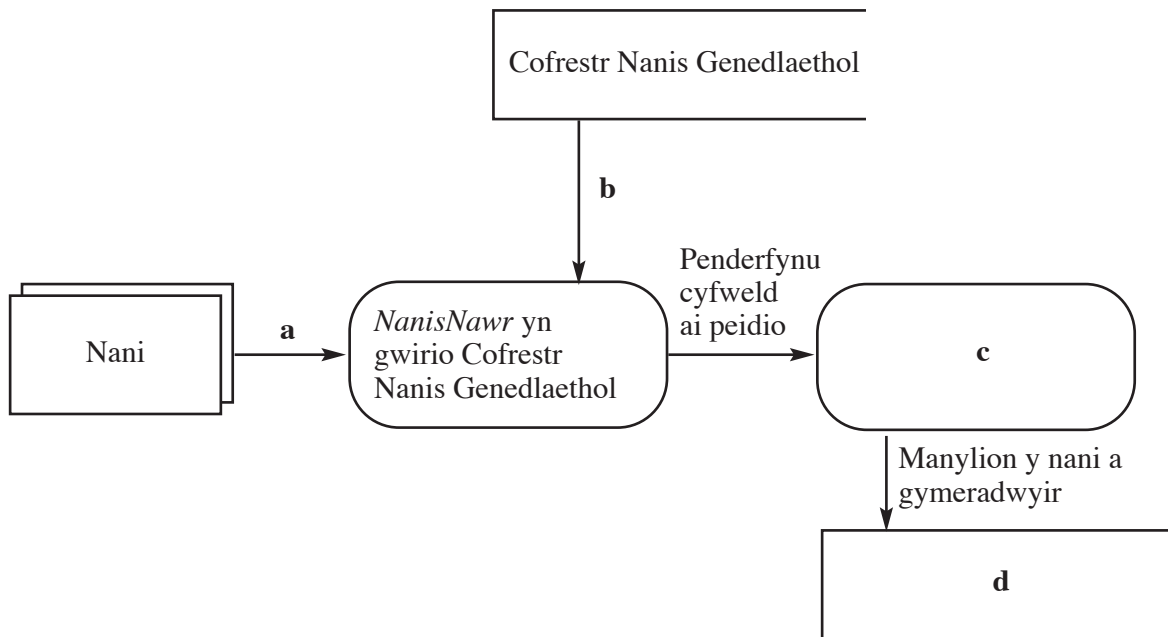 Cofrestr Nanis Genedlaethol
b
Penderfynu
cyfweld
ai peidio
Nani
a
NanisNawr yn
gwirio Cofrestr
Nanis Genedlaethol
c
Manylion y nani a
gymeradwyir
d